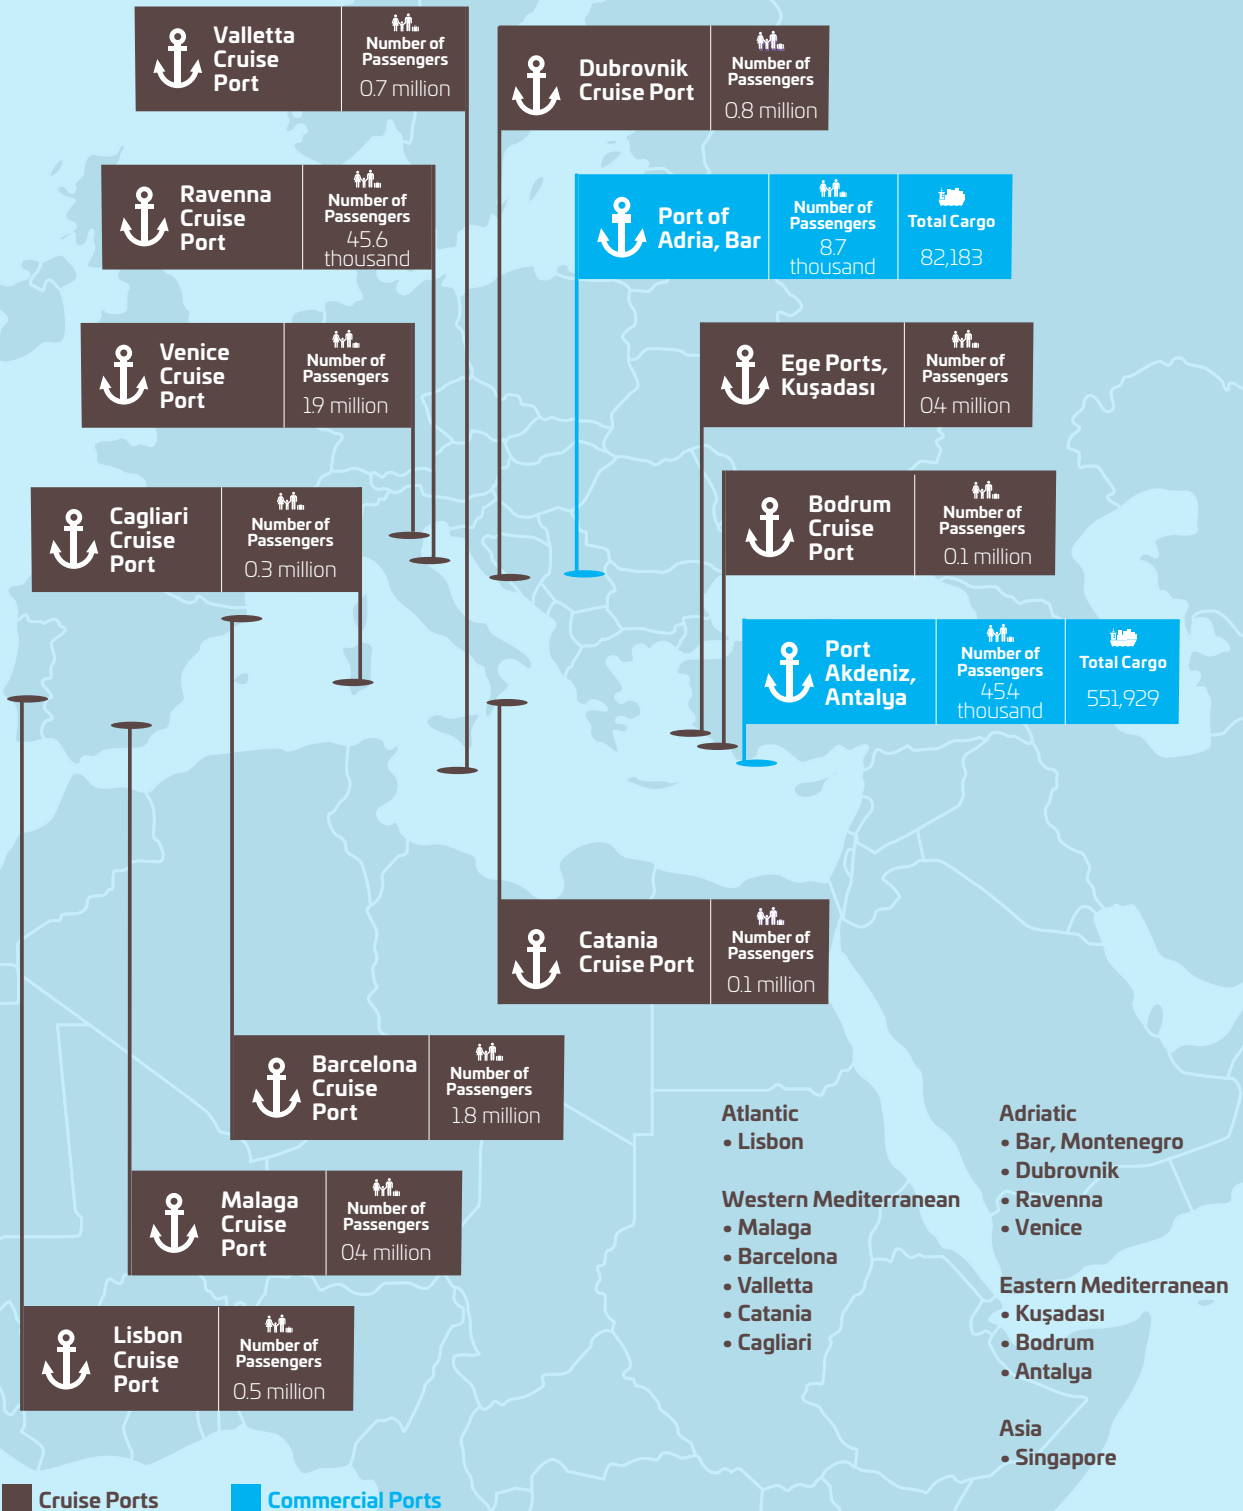 Valletta
Cruise
Port
Number of
Passengers
0.7 million
Dubrovnik
Cruise Port
Number of
Passengers
0.8 million
Ravenna
Cruise
Port
Number of
Passengers
45.6
thousand
Port of
Adria, Bar
Number of
Passengers
8.7
thousand
Total Cargo
82,183
Venice
Cruise
Port
Number of
Passengers
1.9 million
Ege Ports,
Kuşadası
Number of
Passengers
0.4 million
Cagliari
Cruise
Port
Number of
Passengers
0.3 million
Bodrum
Cruise
Port
Number of
Passengers
0.1 million
Port
Akdeniz,
Antalya
Number of
Passengers
45.4
thousand
Total Cargo
551,929
Catania
Cruise Port
Number of
Passengers
0.1 million
Barcelona
Cruise
Port
Number of
Passengers
1.8 million
Malaga
Cruise
Port
Number of
Passengers
0.4 million
Lisbon
Cruise
Port
Number of
Passengers
0.5 million
Atlantic
• Lisbon
Western Mediterranean
• Malaga
• Barcelona
• Valletta
• Catania
• Cagliari
Adriatic
• Bar, Montenegro
• Dubrovnik
• Ravenna
• Venice
Eastern Mediterranean
• Kuşadası
• Bodrum
• Antalya
Asia
• Singapore
Cruise Ports
Commercial Ports